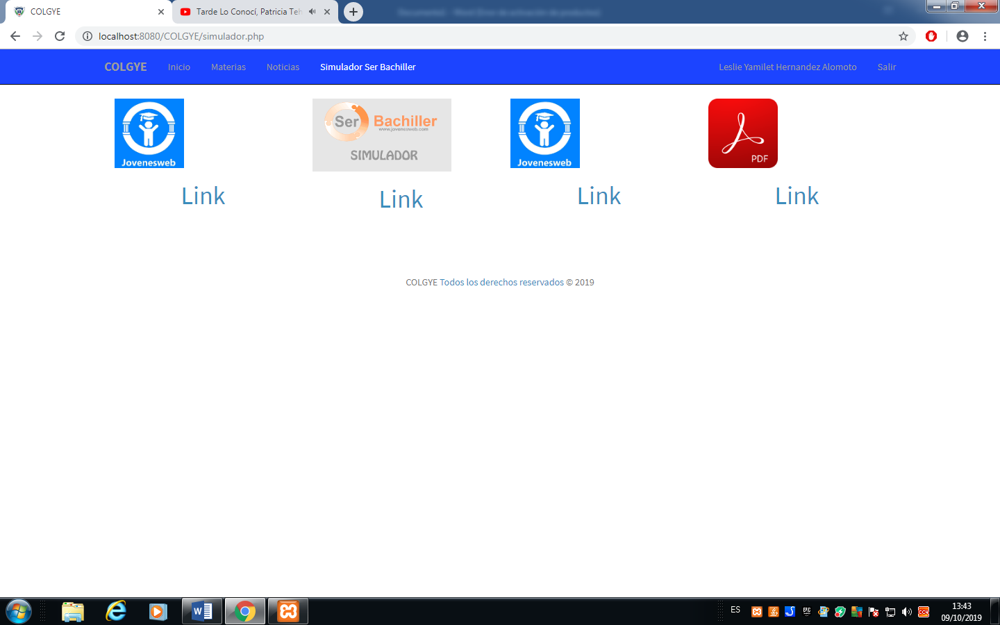 COLGYE
Tarde Lo Conocí, Patricia Teh
localhost:8080/COLGYE/simulador.php
COLGYE Inicio Materias Noticias Simulador Ser Bachiller Leslie Yamilet Hernandez Alomoto Salir
Jovenesweb
Ser Bachiller
www.jovenesweb.com
SIMULADOR
Jovenesweb
PDF
Link
Link
Link
Link
COLGYE Todos los derechos reservados © 2019
ES
13:43
09/10/2019